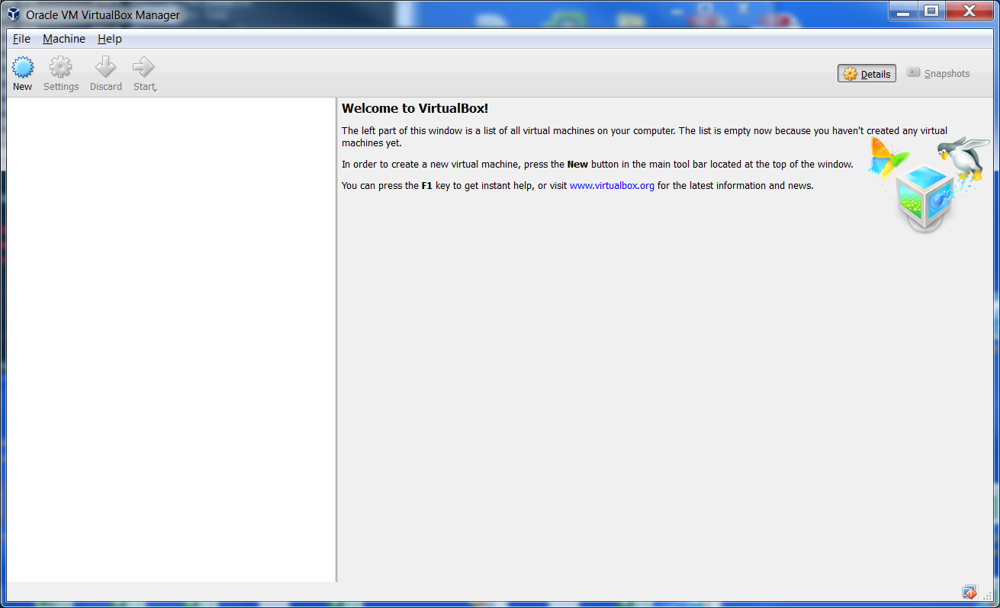 Oracle VM VirtualBox Manager
File Machine Help
New Settings Discard Start
Details Snapshots
Welcome to VirtualBox!
The left part of this window is a list of all virtual machines on your computer. The list is empty now because you haven't created any virtual
machines yet.
In order to create a new virtual machine, press the New button in the main tool bar located at the top of the window.
You can press the F1 key to get instant help, or visit www.virtualbox.org for the latest information and news.